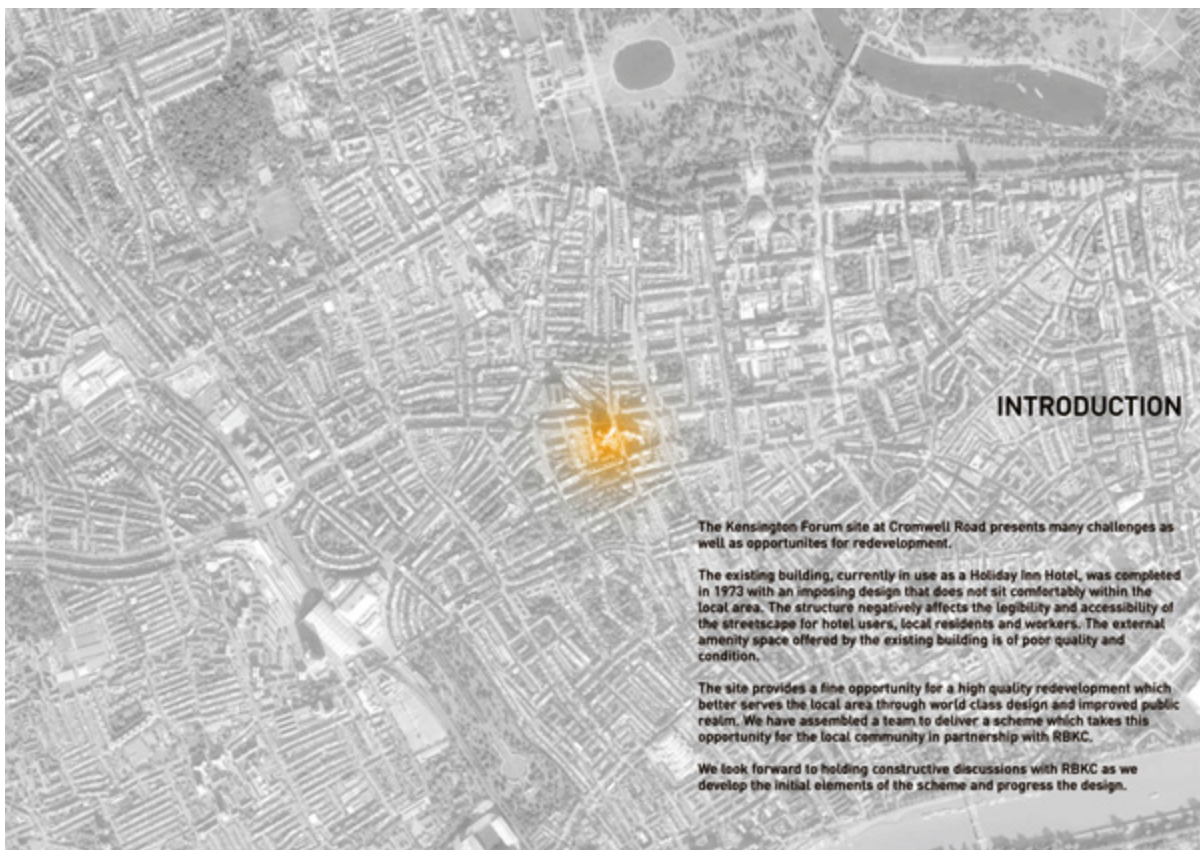 INTRODUCTION
The Kensington Forum site at Cromwell Road presents many challenges as
well as opportunites for redevelopment.
The existing building, currently in use as a Holiday Inn Hotel, was completed
in 1973 with an imposing design that does not sit comfortably within the
local area. The structure negatively affects the legibility and accessibility of
the streetscape for hotel users, local residents and workers. The external
amenity space offered by the existing building is of poor quality and
condition.
The site provides a fine opportunity for a high quality redevelopment which
better serves the local area through world class design and improved public
realm. We have assembled a team to deliver a scheme which takes this
opportunity for the local community in partnership with RBKC.
We look forward to holding constructive discussions with RBKC as we
develop the initial elements of the scheme and progress the design.